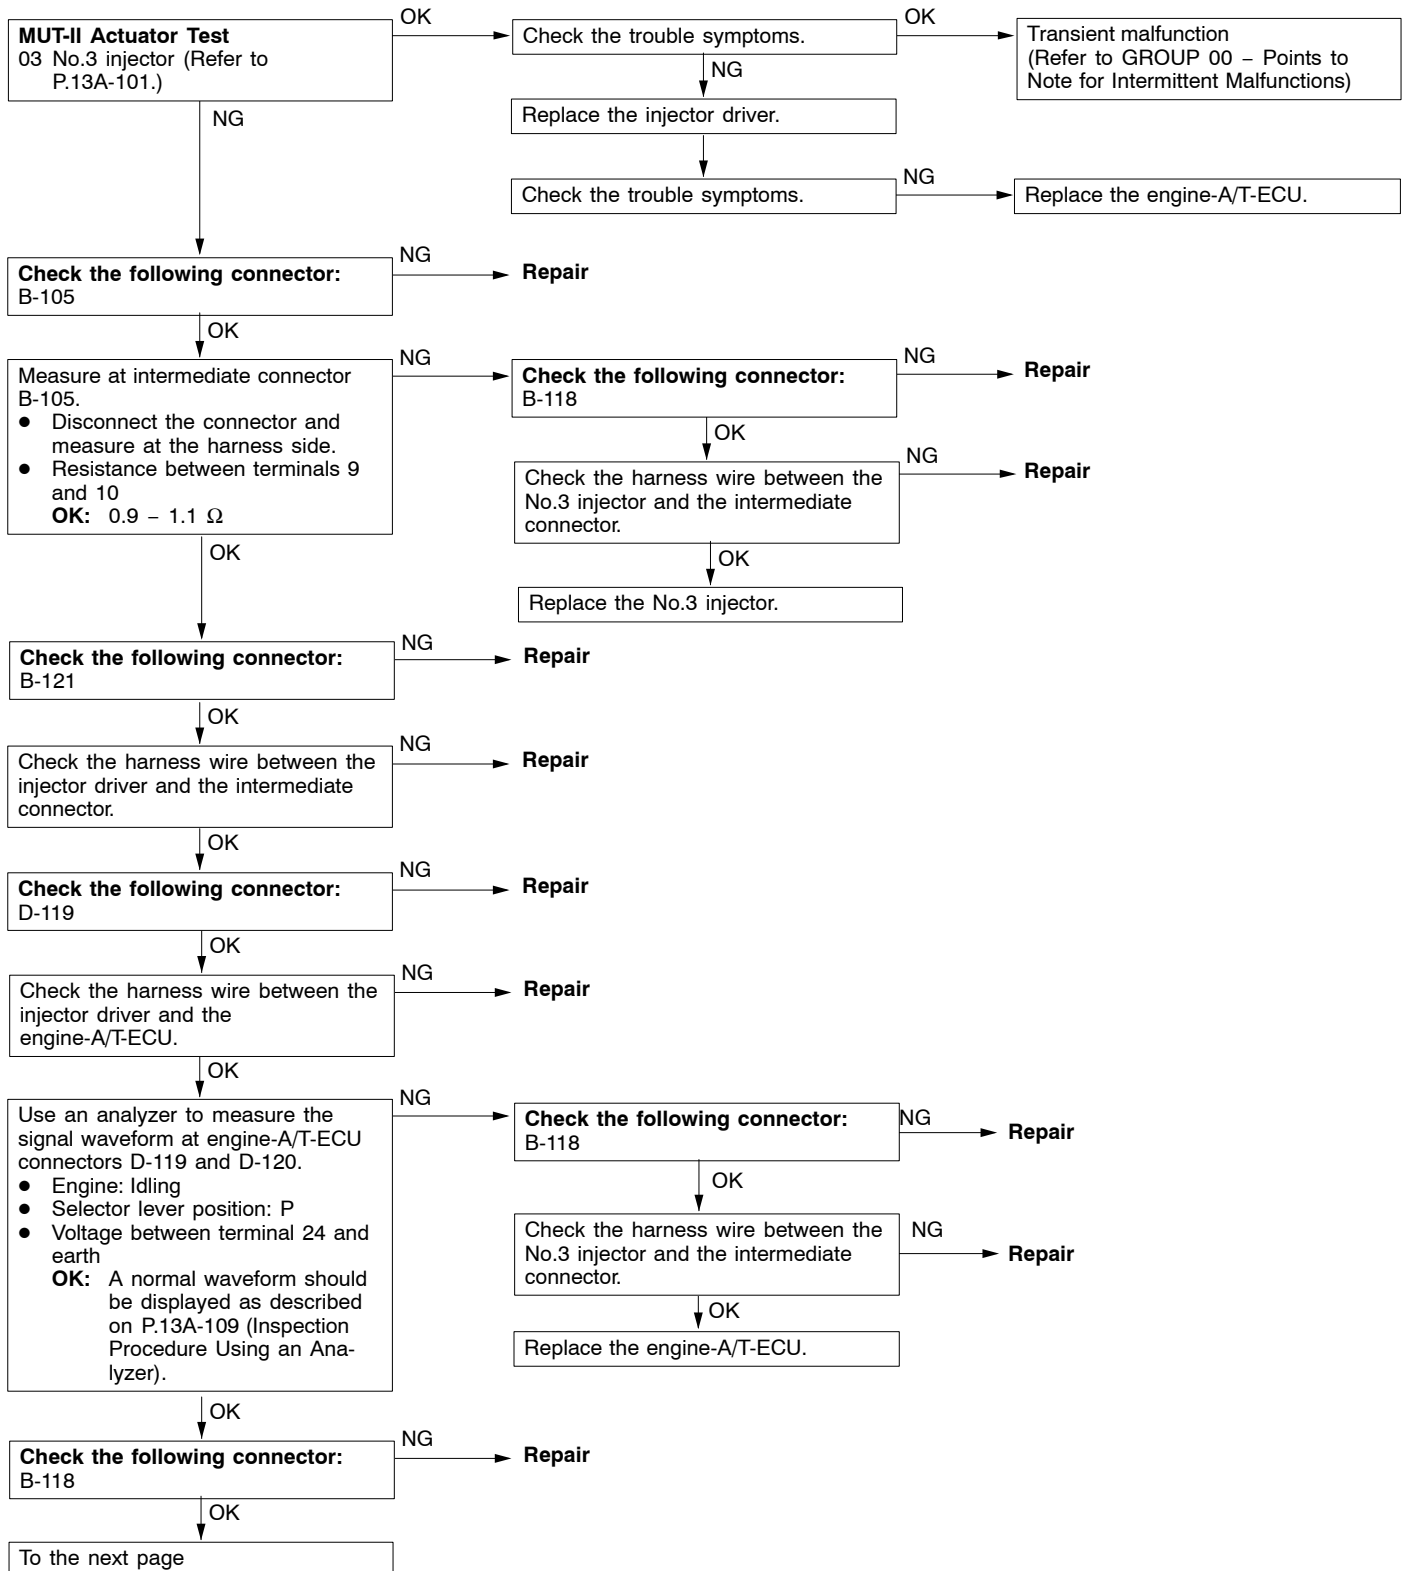 MUT-II Actuator Test
03 No.3 injector (Refer to
P.13A-101.)
OK
Check the trouble symptoms.
OK
Transient malfunction
(Refer to GROUP 00 – Points to
Note for Intermittent Malfunctions)
NG
Replace the injector driver.
Check the trouble symptoms.
NG
Replace the engine-A/T-ECU.
NG
Check the following connector:
B-105
NG
Repair
OK
Measure at intermediate connector
B-105.
● Disconnect the connector and
measure at the harness side.
● Resistance between terminals 9
and 10
OK: 0.9 – 1.1 Ω
NG
Check the following connector:
B-118
NG
Repair
OK
Check the harness wire between the
No.3 injector and the intermediate
connector.
NG
Repair
OK
Replace the No.3 injector.
OK
Check the following connector:
B-121
NG
Repair
OK
Check the harness wire between the
injector driver and the intermediate
connector.
NG
Repair
OK
Check the following connector:
D-119
NG
Repair
OK
Check the harness wire between the
injector driver and the
engine-A/T-ECU.
NG
Repair
OK
Use an analyzer to measure the
signal waveform at engine-A/T-ECU
connectors D-119 and D-120.
● Engine: Idling
● Selector lever position: P
● Voltage between terminal 24 and
earth
OK: A normal waveform should
be displayed as described
on P.13A-109 (Inspection
Procedure Using an Ana-
lyzer).
NG
Check the following connector:
B-118
NG
Repair
OK
Check the harness wire between the
No.3 injector and the intermediate
connector.
NG
Repair
OK
Replace the engine-A/T-ECU.
OK
Check the following connector:
B-118
NG
Repair
OK
To the next page